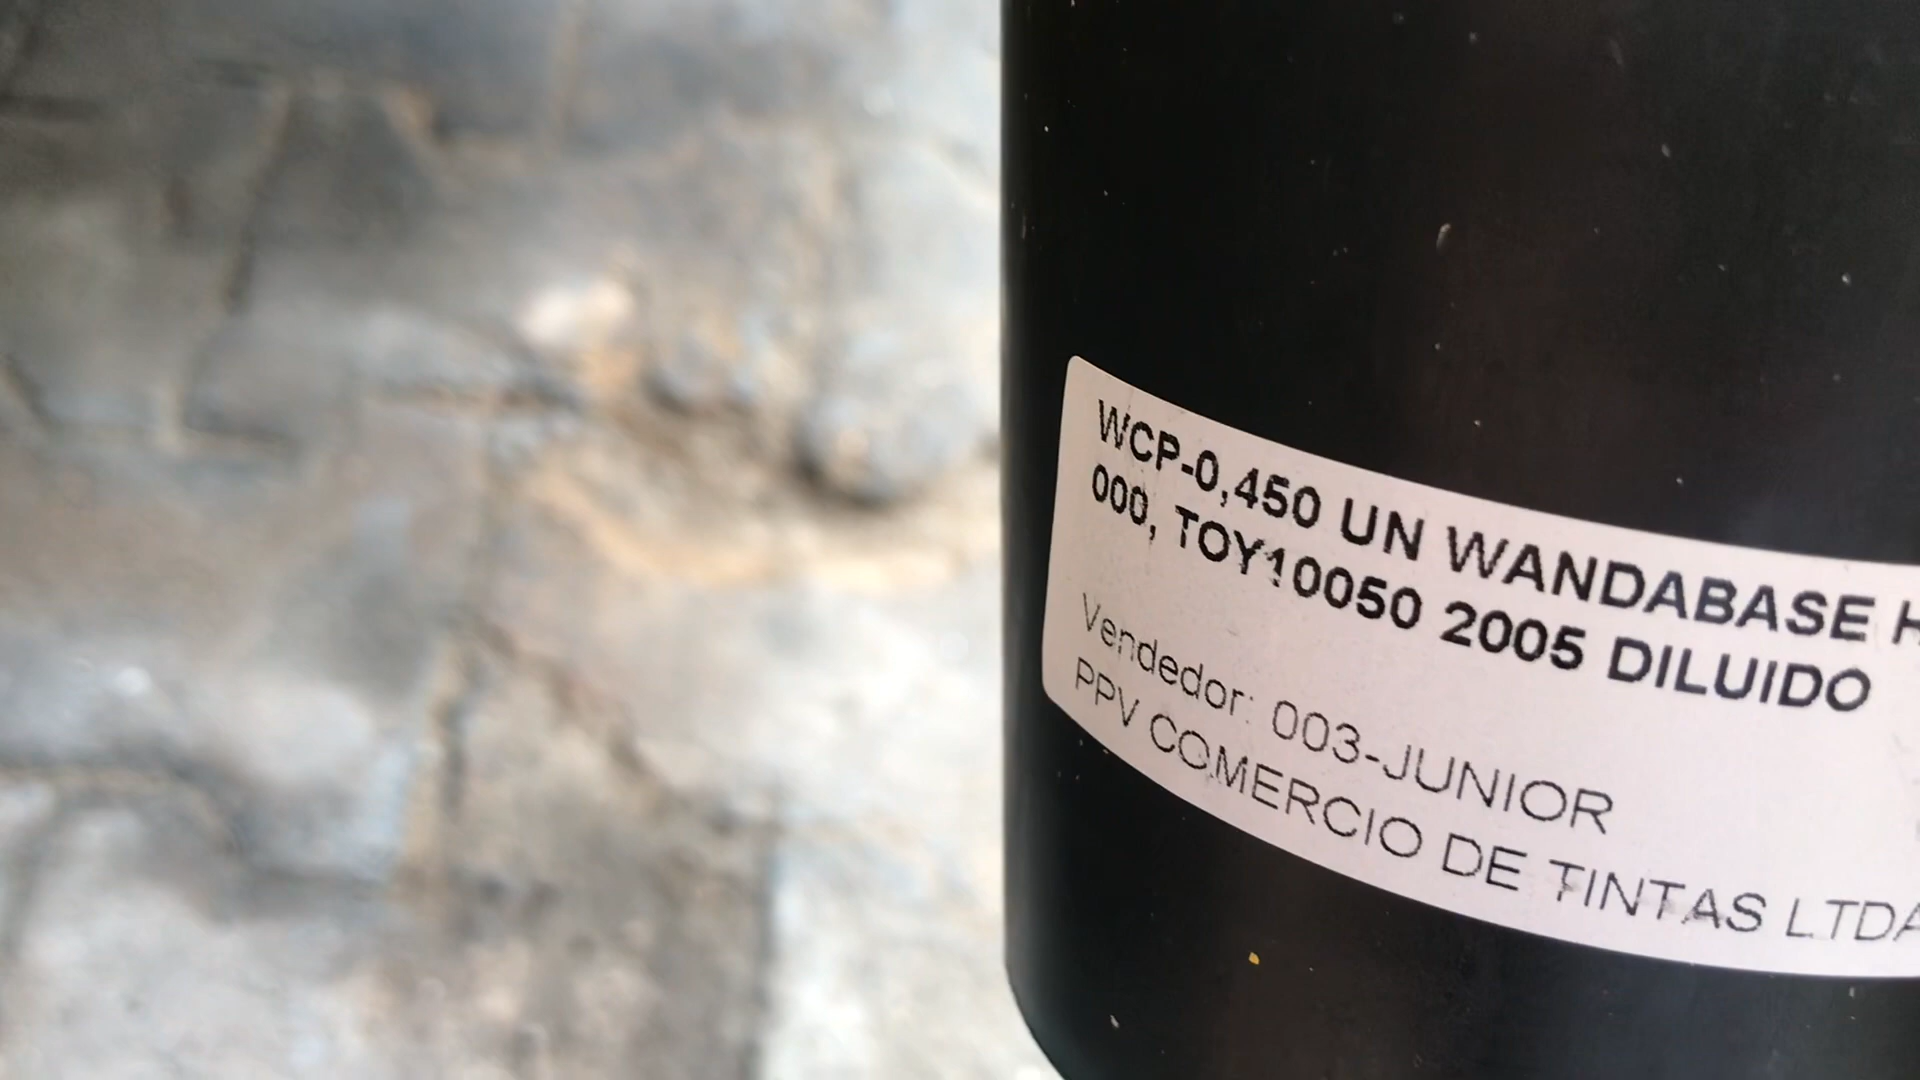 WCP-0,450 UN WANDABASE H
000, TOY10050 2005 DILUIDO
Vendedor: 003-JUNIOR
PPV COMERCIO DE TINTAS LTDA